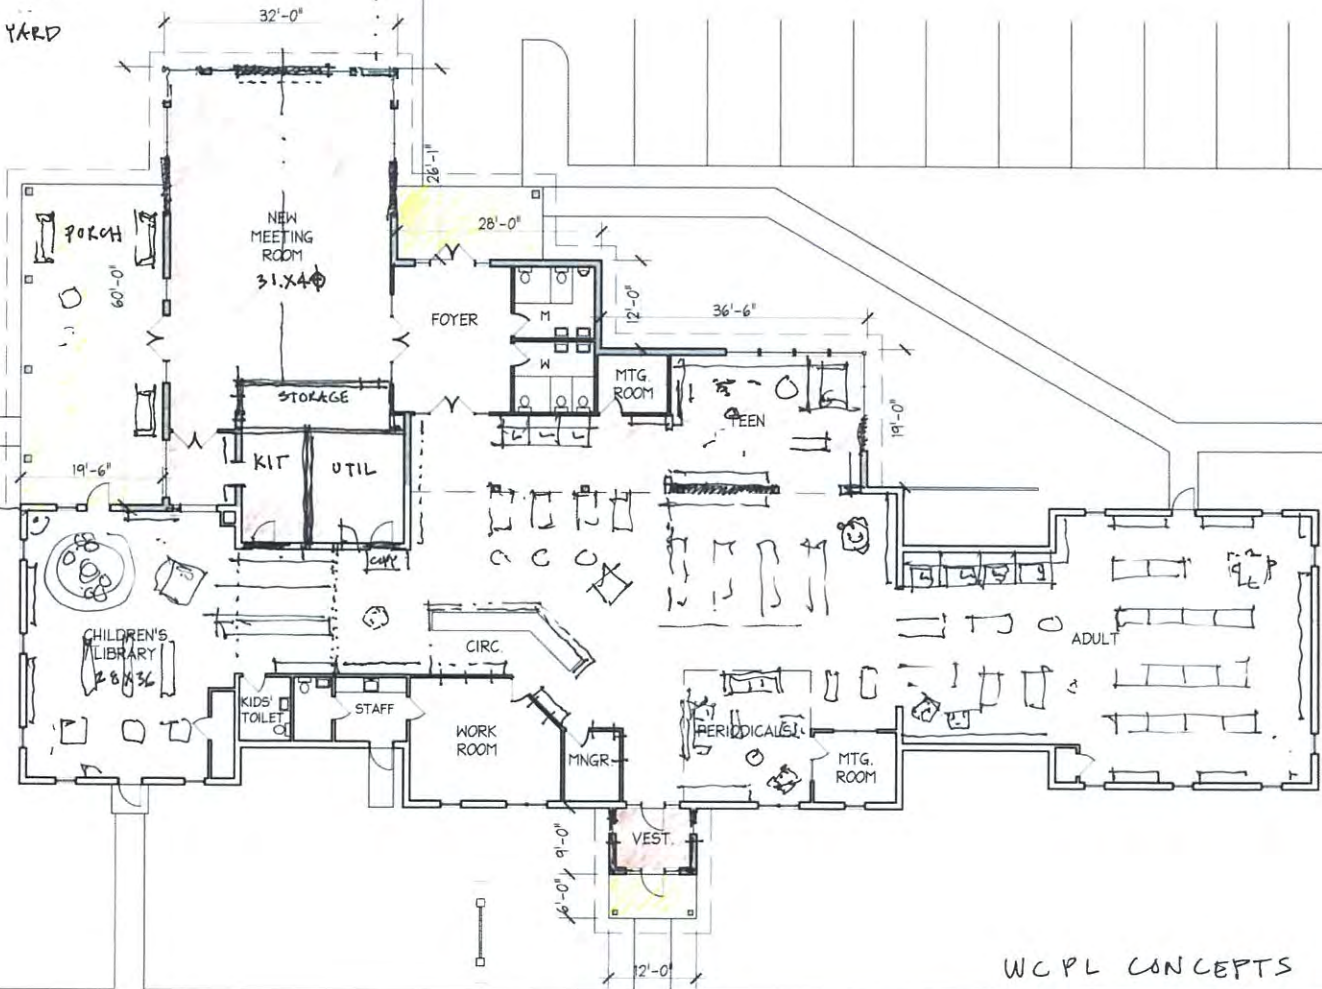 32'-0"
YARD
26'-1"
NEW
MEETING
ROOM
28'-0"
PORCH
60'-0"
FOYER
M
12'-0"
36'-6"
W
MTG.
ROOM
TEEN
STORAGE
19'-0"
KIT
UTIL
19'-6"
COPY
CHILDREN'S
LIBRARY
28 X 36
CIRC.
ADULT
KIDS'
TOILET
STAFF
WORK
ROOM
PERIODICALS
MNGR.
MTG.
ROOM
VEST.
9'-0"
6'-0"
12'-0"
WCPL CONCEPTS